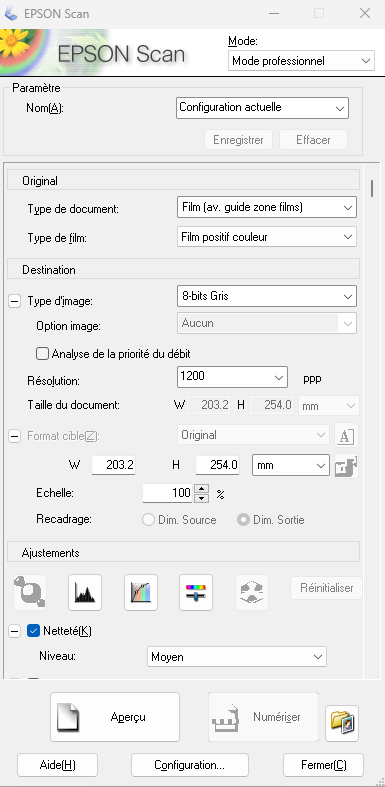 EPSON Scan
EPSON Scan
Mode:
Mode professionnel
Paramètre
Nom(A):
Configuration actuelle
Enregistrer
Effacer
Original
Type de document:
Film (av. guide zone films)
Type de film:
Film positif couleur
Destination
Type d'image:
8-bits Gris
Option image:
Aucun
Analyse de la priorité du débit
Résolution:
1200
ppp
Taille du document:
W 203.2 H 254.0 mm
Format cible(Z):
Original
A
W 203.2 H 254.0 mm
Echelle:
100 %
Recadrage:
Dim. Source
Dim. Sortie
Ajustements
Réinitialiser
Netteté(K)
Niveau:
Moyen
Aperçu
Numériser
Aide(H)
Configuration...
Fermer(C)